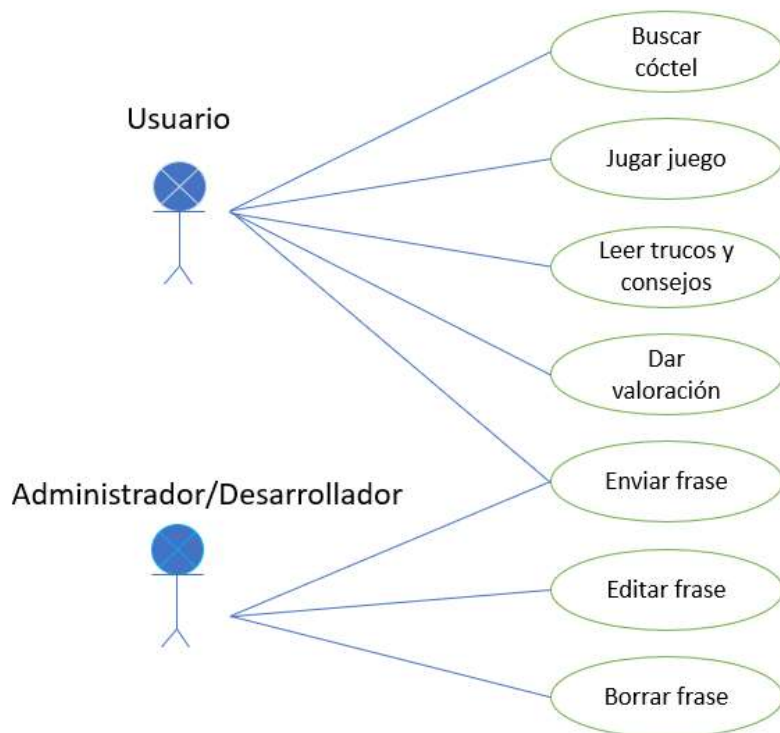 Usuario
Buscar
cóctel
Jugar juego
Leer trucos y
consejos
Dar
valoración
Enviar frase
Administrador/Desarrollador
Editar frase
Borrar frase